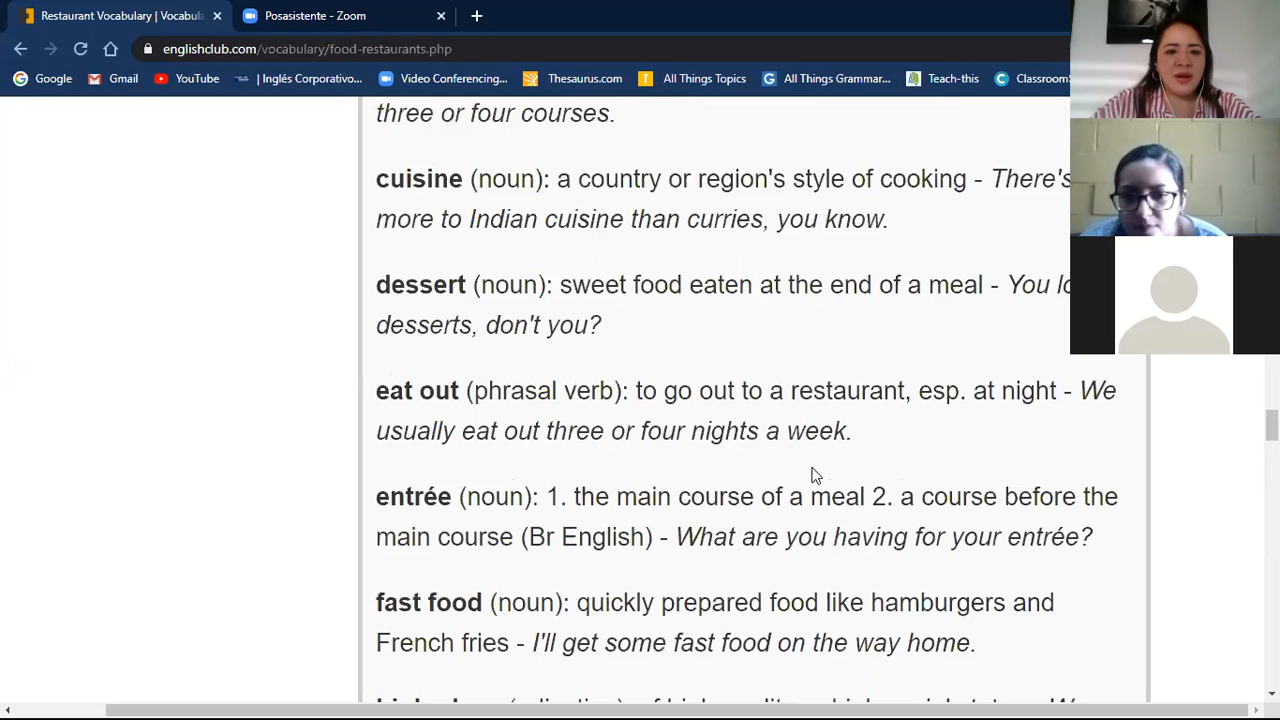 Restaurant Vocabulary | Vocabul
Posasistente - Zoom
englishclub.com/vocabulary/food-restaurants.php
Google
Gmail
YouTube
| Inglés Corporativo...
Video Conferencing...
Thesaurus.com
All Things Topics
All Things Grammar...
Teach-this
ClassroomS
three or four courses.
cuisine (noun): a country or region's style of cooking - There's
more to Indian cuisine than curries, you know.
dessert (noun): sweet food eaten at the end of a meal - You lo
desserts, don't you?
eat out (phrasal verb): to go out to a restaurant, esp. at night - We
usually eat out three or four nights a week.
entrée (noun): 1. the main course of a meal 2. a course before the
main course (Br English) - What are you having for your entrée?
fast food (noun): quickly prepared food like hamburgers and
French fries - I'll get some fast food on the way home.